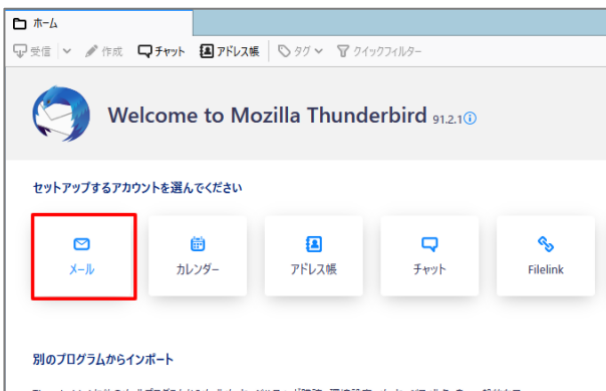 ホーム
受信 作成 チャット アドレス帳 タグ クイックフィルター
Welcome to Mozilla Thunderbird 91.2.1
セットアップするアカウントを選んでください
メール カレンダー アドレス帳 チャット Filelink
別のプログラムからインポート